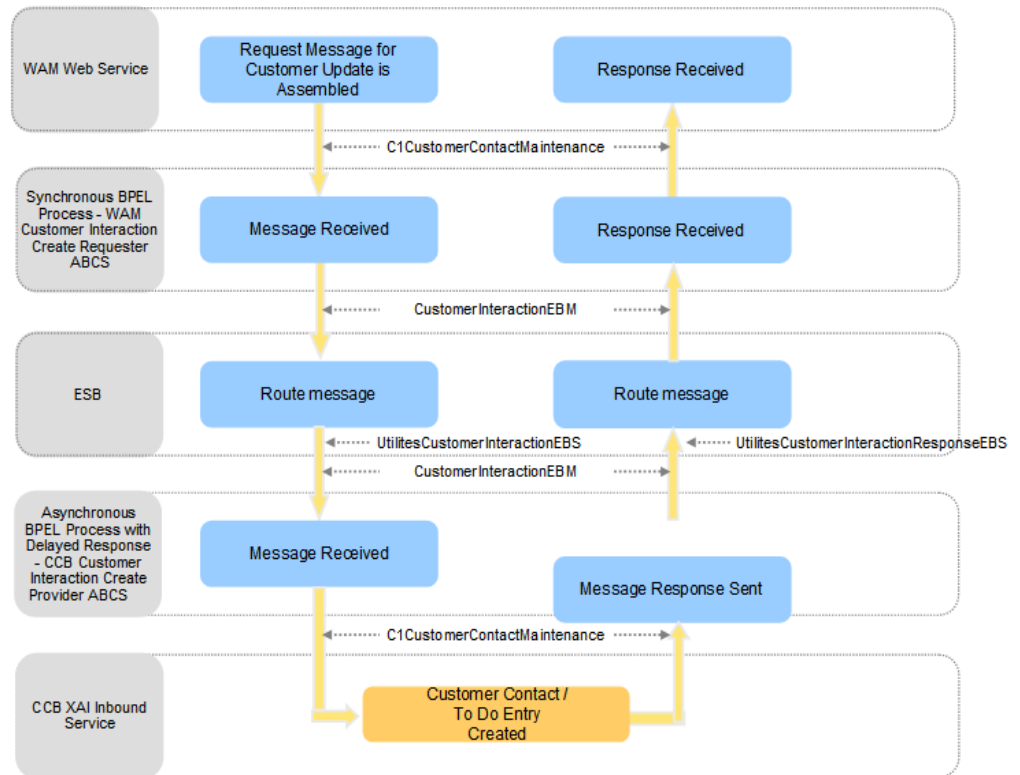 WAM Web Service
Request Message for
Customer Update is
Assembled
Response Received
C1CustomerContactMaintenance
Synchronous BPEL
Process - WAM
Customer Interaction
Create Requester
ABCS
Message Received
Response Received
CustomerInteractionEBM
ESB
Route message
Route message
UtilitesCustomerInteractionEBS
UtilitesCustomerInteractionResponseEBS
CustomerInteractionEBM
Asynchronous
BPEL Process with
Delayed Response
- CCB Customer
Interaction Create
Provider ABCS
Message Received
Message Response Sent
C1CustomerContactMaintenance
CCB XAI Inbound
Service
Customer Contact /
To Do Entry
Created